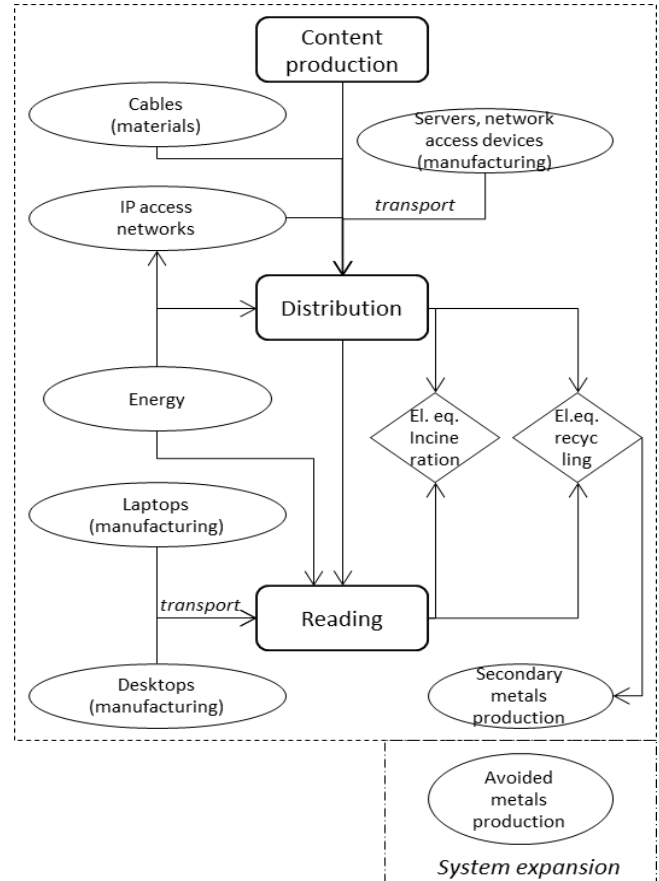 Content
production
Cables
(materials)
Servers, network
access devices
(manufacturing)
IP access
networks
transport
Distribution
Energy
El. eq.
Incine
ration
El.eq.
recyc
ling
Laptops
(manufacturing)
transport
Reading
Desktops
(manufacturing)
Secondary
metals
production
Avoided
metals
production
System expansion